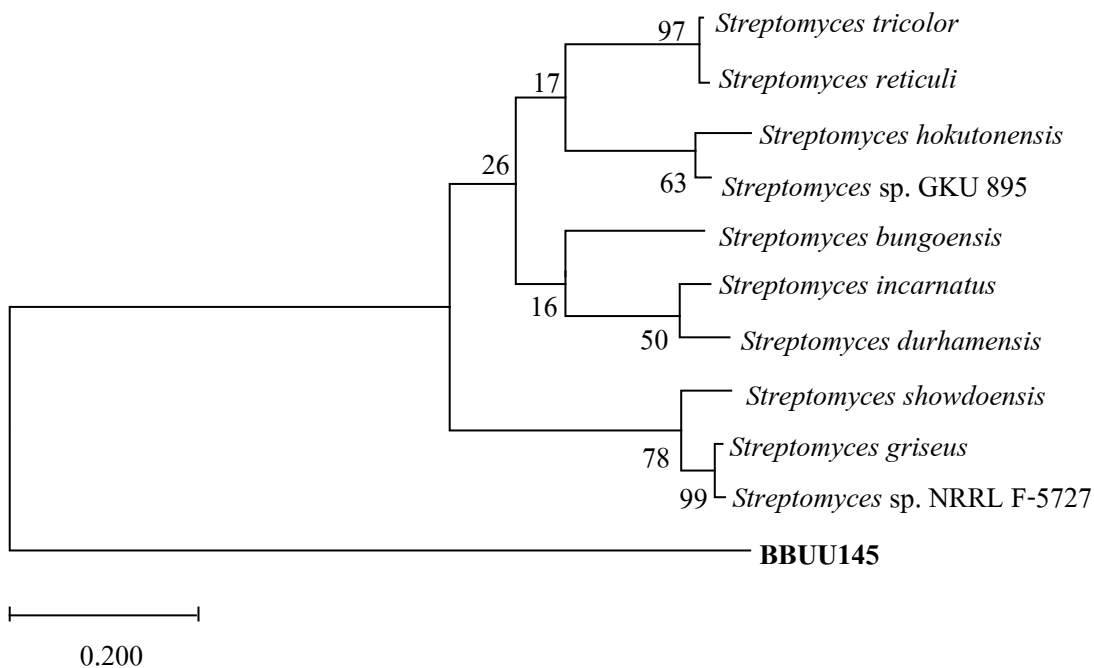 97
Streptomyces tricolor
Streptomyces reticuli
17
Streptomyces hokutonensis
26
63
Streptomyces sp. GKU 895
Streptomyces bungoensis
Streptomyces incarnatus
16
50
Streptomyces durhamensis
Streptomyces showdoensis
Streptomyces griseus
78
99
Streptomyces sp. NRRL F-5727
BBUU145
0.200